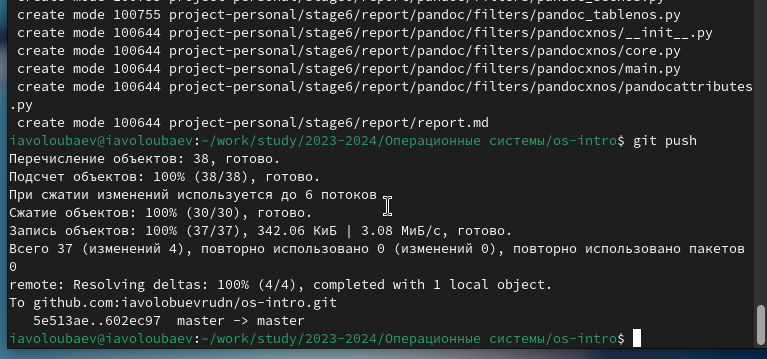 create mode 100755 project-personal/stage6/report/pandoc/filters/pandoc_tablenos.py
create mode 100644 project-personal/stage6/report/pandoc/filters/pandocxnos/__init__.py
create mode 100644 project-personal/stage6/report/pandoc/filters/pandocxnos/core.py
create mode 100644 project-personal/stage6/report/pandoc/filters/pandocxnos/main.py
create mode 100644 project-personal/stage6/report/pandoc/filters/pandocxnos/pandocattributes
.py
create mode 100644 project-personal/stage6/report/report.md
iavoloubaev@iavoloubaev:~/work/study/2023-2024/Операционные системы/os-intro$ git push
Перечисление объектов: 38, готово.
Подсчет объектов: 100% (38/38), готово.
При сжатии изменений используется до 6 потоков
Сжатие объектов: 100% (30/30), готово.
Запись объектов: 100% (37/37), 342.06 КиБ | 3.08 МиБ/с, готово.
Всего 37 (изменений 4), повторно использовано 0 (изменений 0), повторно использовано пакетов
0
remote: Resolving deltas: 100% (4/4), completed with 1 local object.
To github.com:iavolobuevrudn/os-intro.git
5e513ae..602ec97  master -> master
iavoloubaev@iavoloubaev:~/work/study/2023-2024/Операционные системы/os-intro$